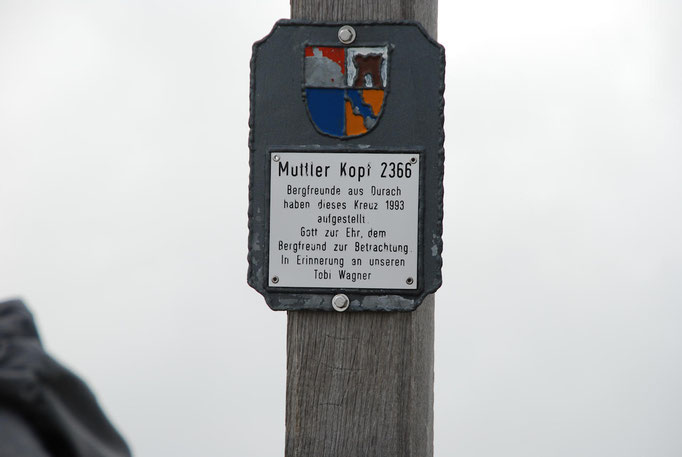 Muttler Kopf 2366
Bergfreunde aus Durach
haben dieses Kreuz 1993
aufgestellt.
Gott zur Ehr, dem
Bergfreund zur Betrachtung.
In Erinnerung an unseren
Tobi Wagner